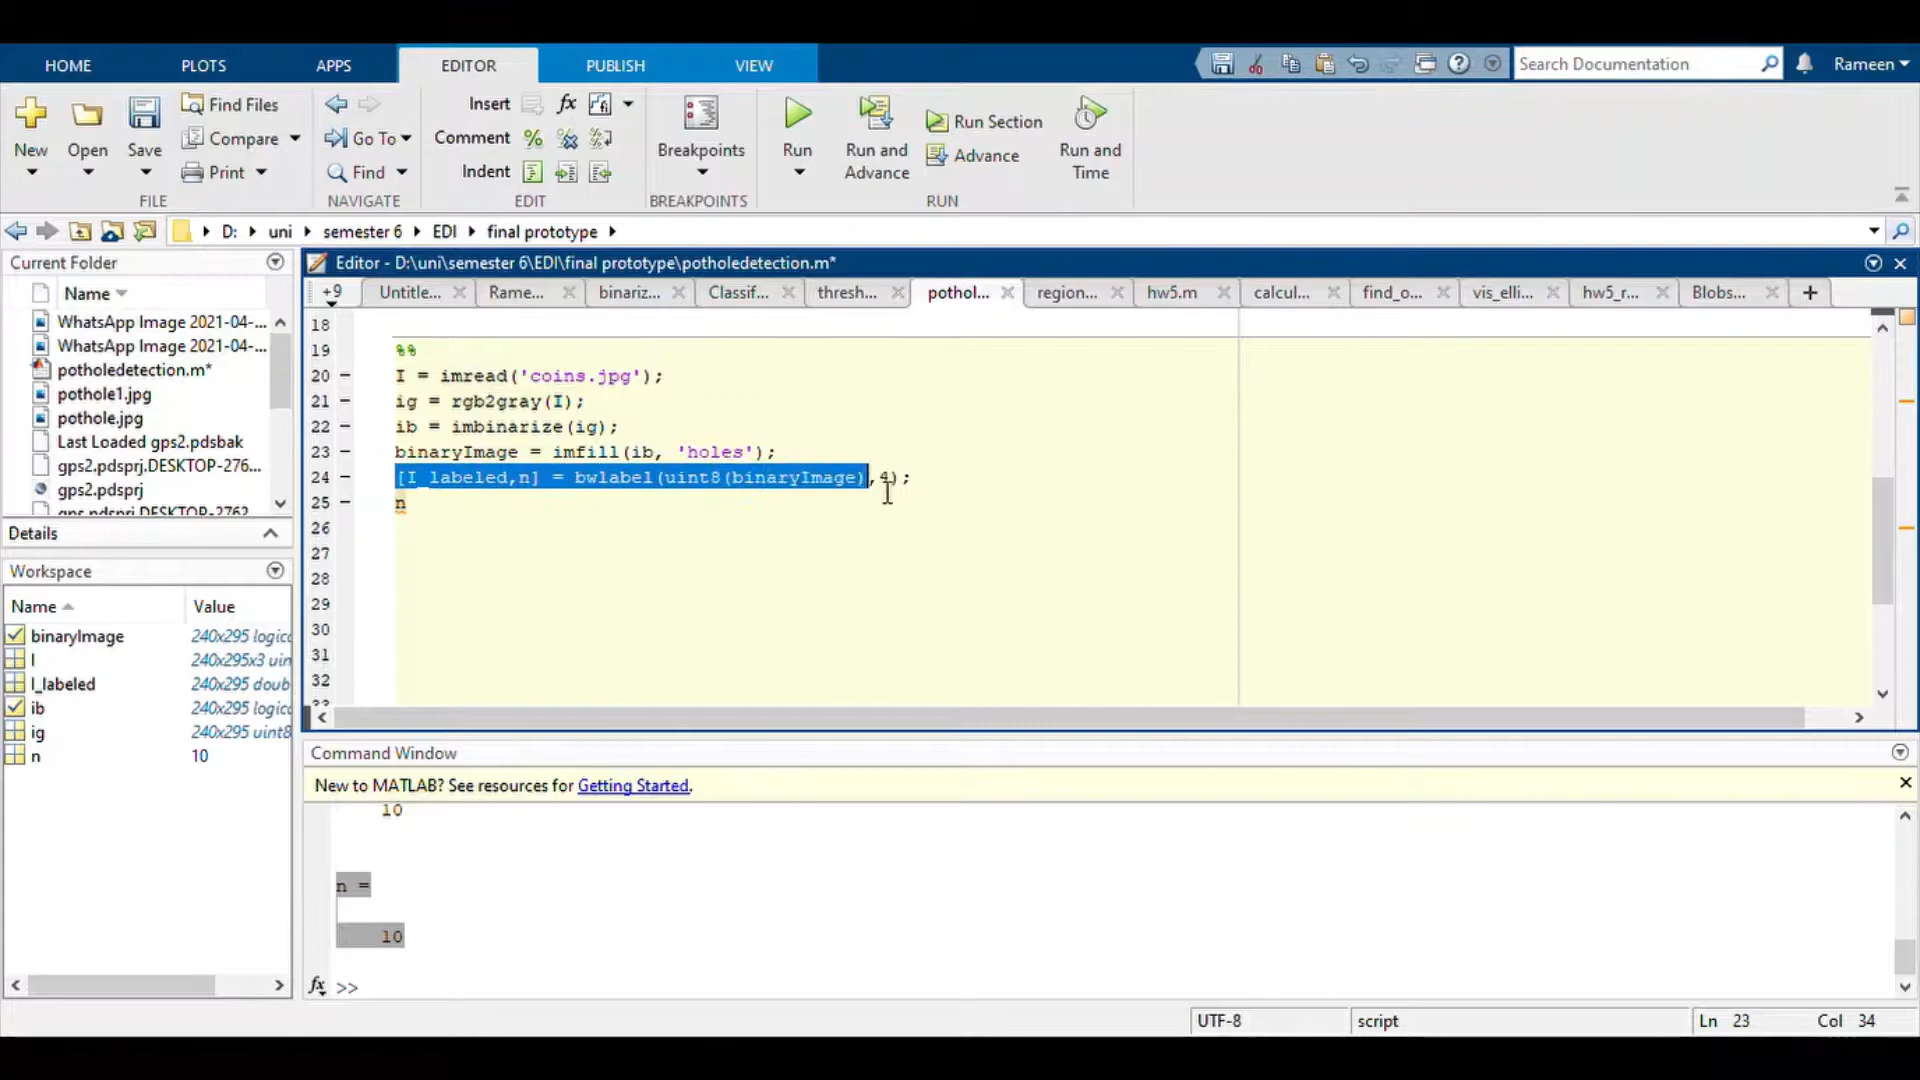 HOME PLOTS APPS EDITOR PUBLISH VIEW Search Documentation Rameen
New Open Save Find Files Compare Print
Go To Find
Insert fx
Comment
Indent
Breakpoints
Run Run and Advance Run Section Advance Run and Time
FILE NAVIGATE EDIT BREAKPOINTS RUN
D: uni semester 6 EDI final prototype
Current Folder
Name
WhatsApp Image 2021-04-...
WhatsApp Image 2021-04-...
potholedetection.m*
pothole1.jpg
pothole.jpg
Last Loaded gps2.pdsbak
gps2.pdsprj.DESKTOP-276...
gps2.pdsprj
gps.pdsprj.DESKTOP-2762
Details
Workspace
Name Value
binaryImage 240x295 logica
I 240x295x3 uin
I_labeled 240x295 doub
ib 240x295 logica
ig 240x295 uint8
n 10
Editor - D:\uni\semester 6\EDI\final prototype\potholedetection.m*
+9 Untitle... Rame... binariz... Classif... thresh... pothol... region... hw5.m calcul... find_o... vis_elli... hw5_r... Blobs... +
18
19 %%
20 - I = imread('coins.jpg');
21 - ig = rgb2gray(I);
22 - ib = imbinarize(ig);
23 - binaryImage = imfill(ib, 'holes');
24 - [I_labeled,n] = bwlabel(uint8(binaryImage),4);
25 - n
26
27
28
29
30
31
32
Command Window
New to MATLAB? See resources for Getting Started.
10
n =
10
fx >>
UTF-8 script Ln 23 Col 34